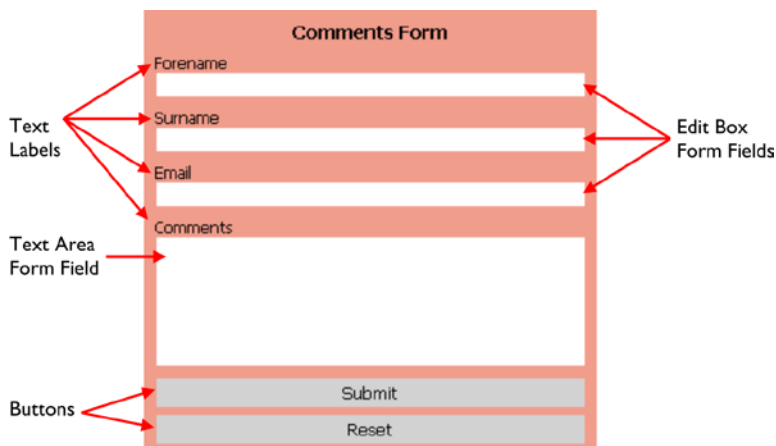 Comments Form
Forename
Surname
Email
Comments
Submit
Reset
Text
Labels
Text Area
Form Field
Buttons
Edit Box
Form Fields